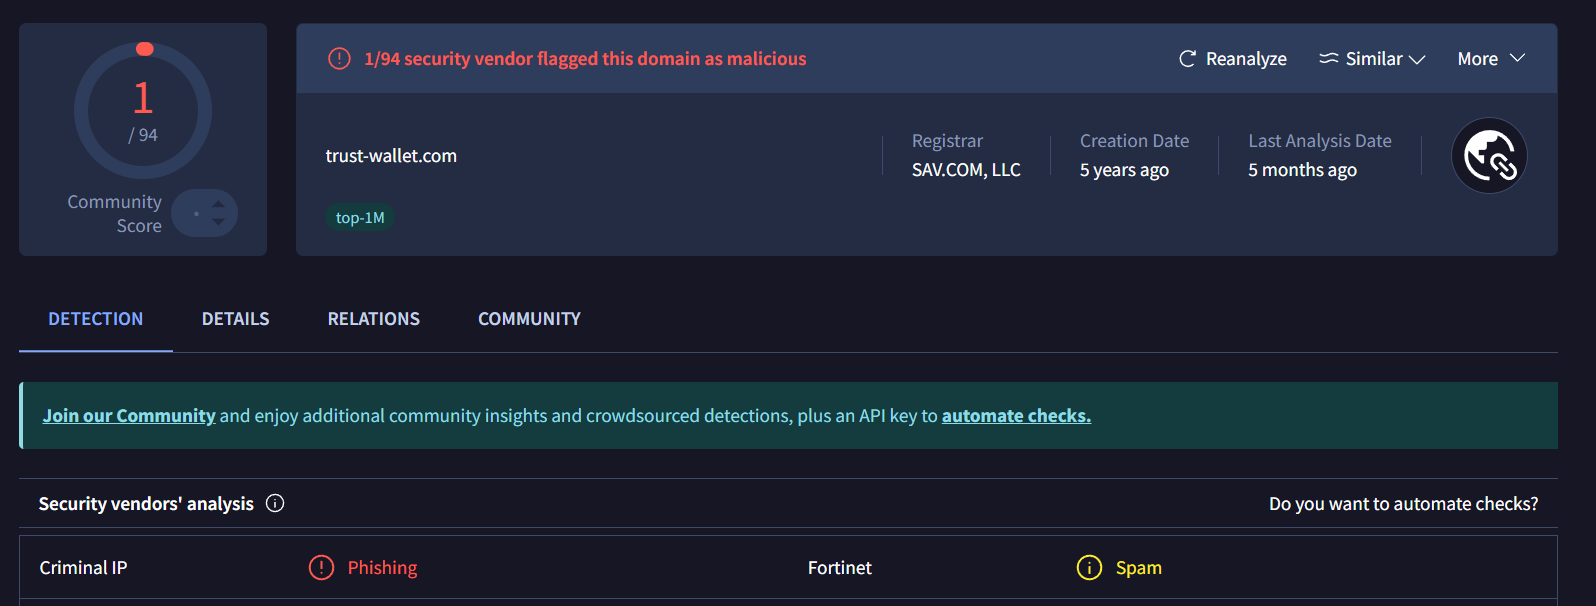 1
/ 94
Community
Score
1/94 security vendor flagged this domain as malicious
Reanalyze
Similar
More
trust-wallet.com
top-1M
Registrar
SAV.COM, LLC
Creation Date
5 years ago
Last Analysis Date
5 months ago
DETECTION
DETAILS
RELATIONS
COMMUNITY
Join our Community and enjoy additional community insights and crowdsourced detections, plus an API key to automate checks.
Security vendors' analysis
Do you want to automate checks?
Criminal IP
Phishing
Fortinet
Spam